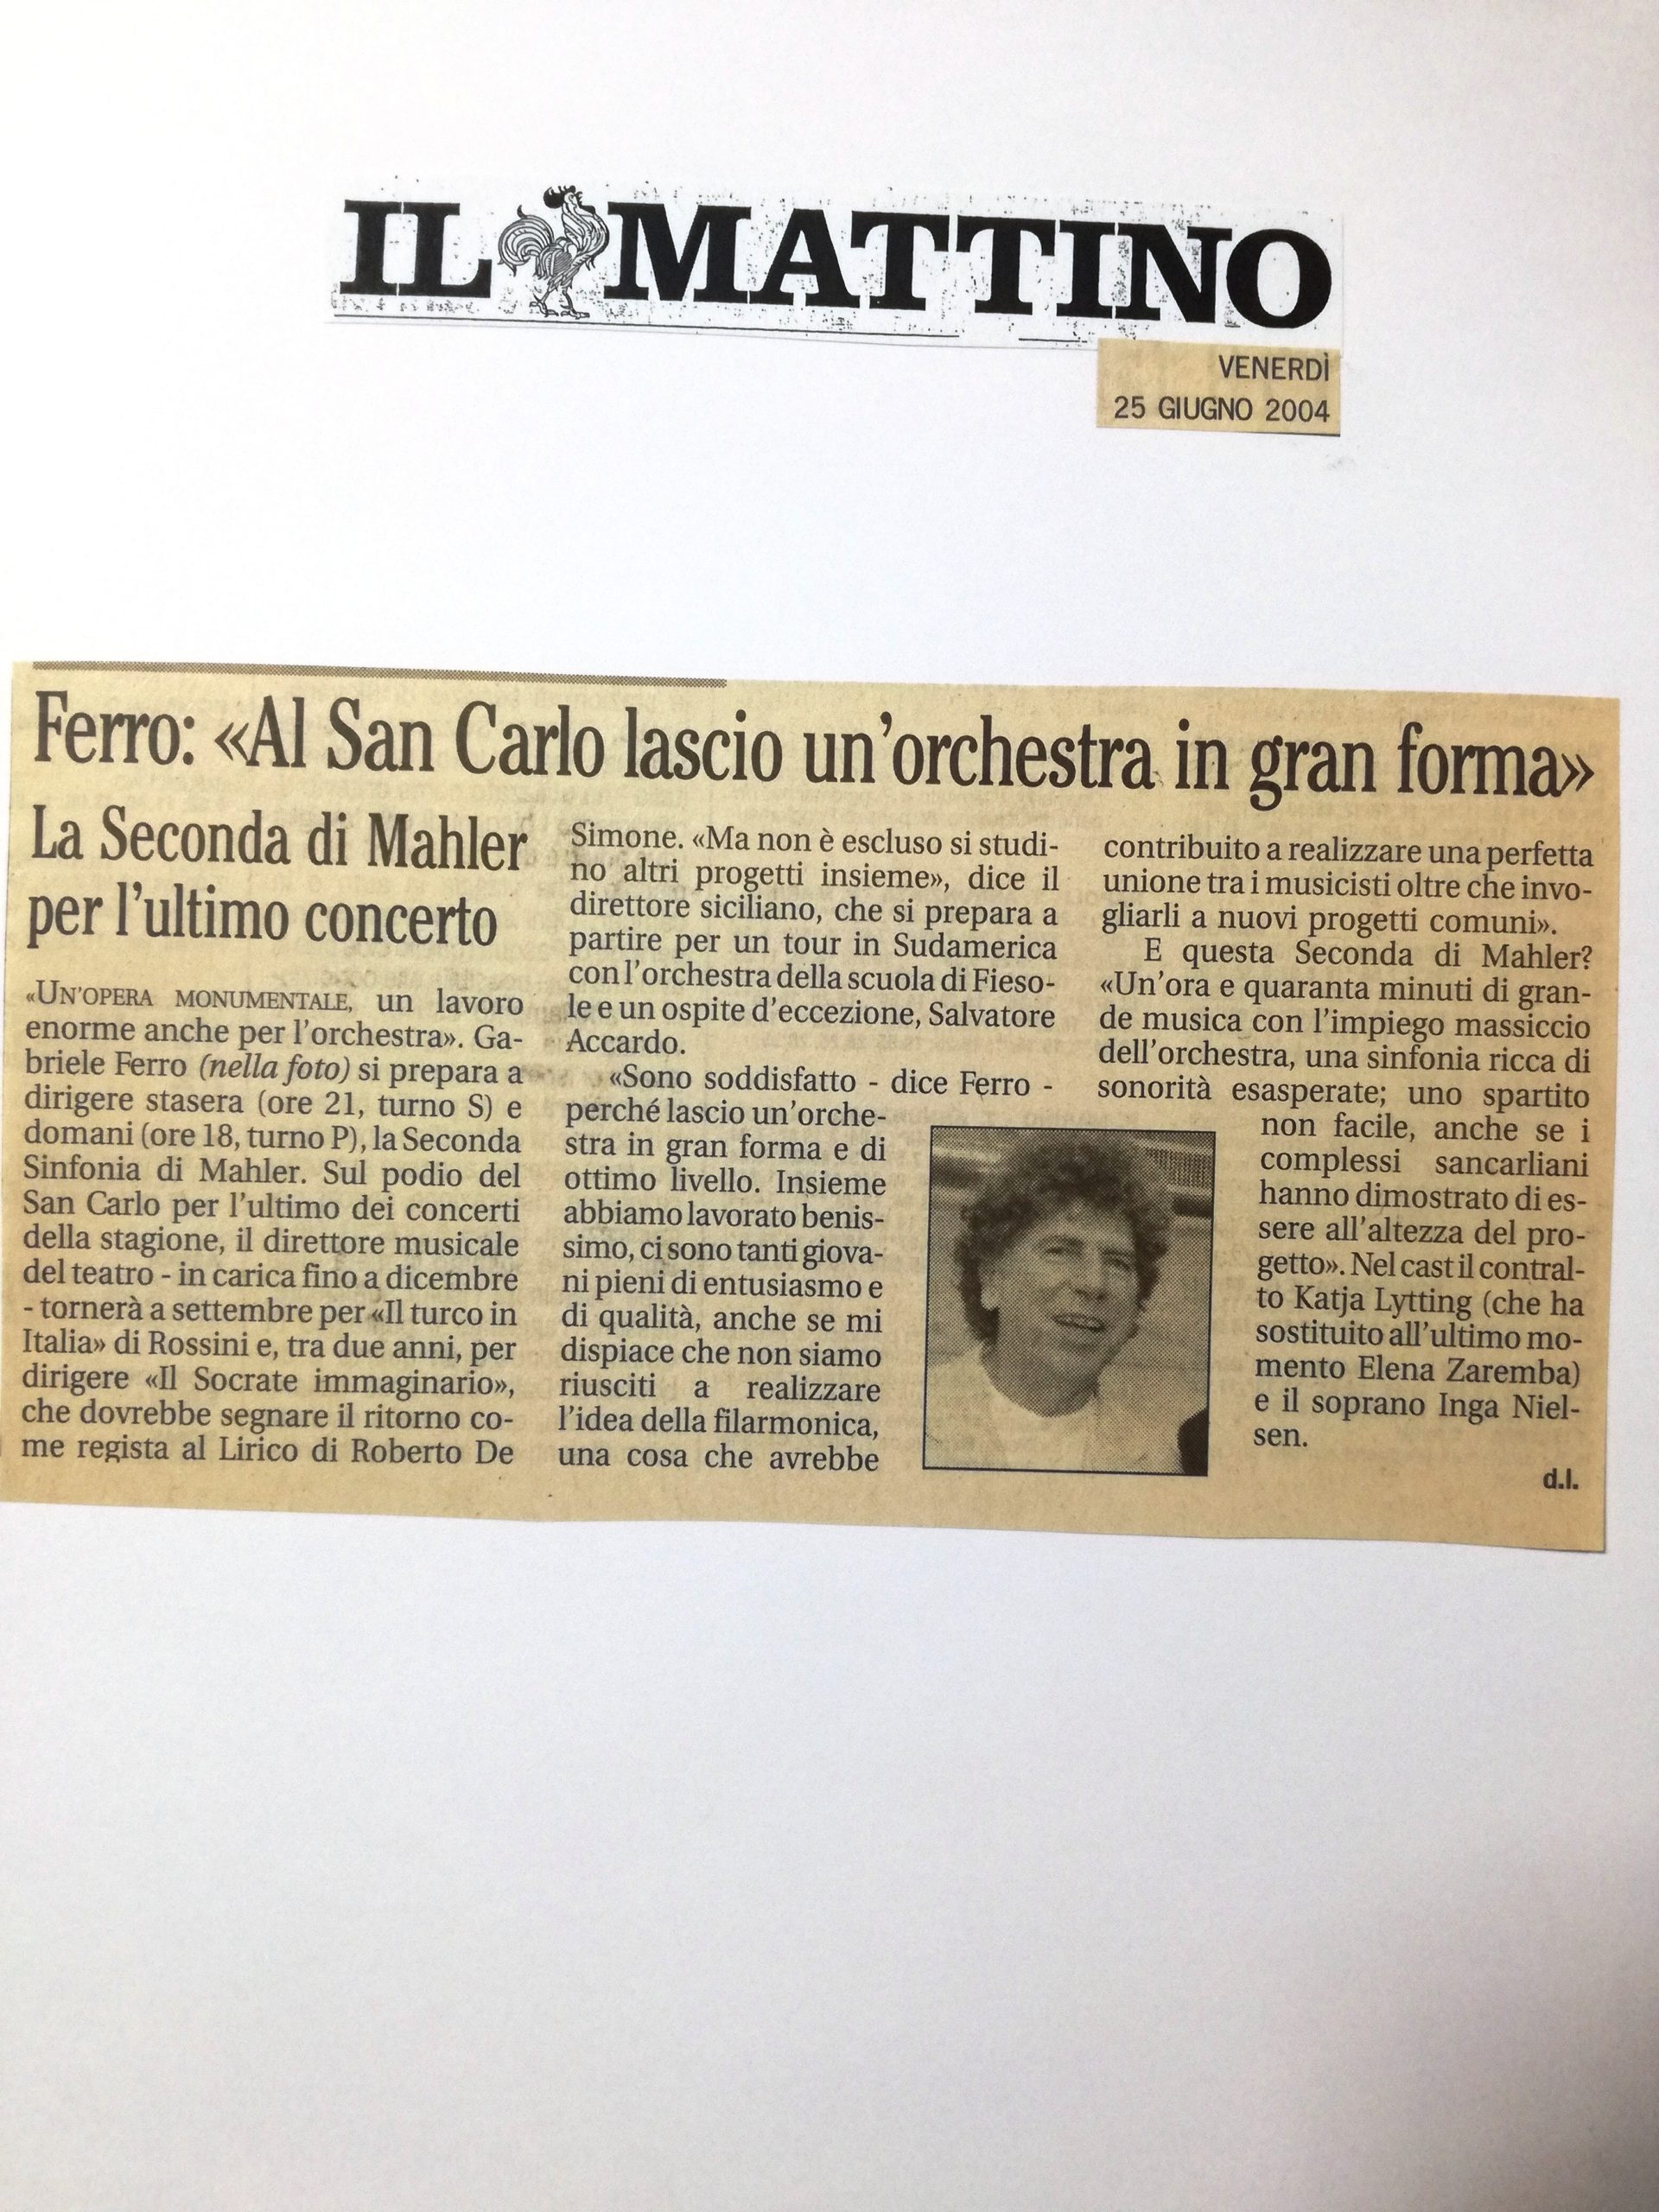 IL MATTINO
VENERDÌ
25 GIUGNO 2004
Ferro: «Al San Carlo lascio un'orchestra in gran forma»
La Seconda di Mahler
per l'ultimo concerto
«UN'OPERA MONUMENTALE, un lavoro
enorme anche per l'orchestra». Ga-
briele Ferro (nella foto) si prepara a
dirigere stasera (ore 21, turno S) e
domani (ore 18, turno P), la Seconda
Sinfonia di Mahler. Sul podio del
San Carlo per l'ultimo dei concerti
della stagione, il direttore musicale
del teatro - in carica fino a dicembre
- tornerà a settembre per «Il turco in
Italia» di Rossini e, tra due anni, per
dirigere «Il Socrate immaginario»,
che dovrebbe segnare il ritorno co-
me regista al Lirico di Roberto De
Simone. «Ma non è escluso si studi-
no altri progetti insieme», dice il
direttore siciliano, che si prepara a
partire per un tour in Sudamerica
con l'orchestra della scuola di Fieso-
le e un ospite d'eccezione, Salvatore
Accardo.
«Sono soddisfatto - dice Ferro -
perché lascio un'orche-
stra in gran forma e di
ottimo livello. Insieme
abbiamo lavorato benis-
simo, ci sono tanti giova-
ni pieni di entusiasmo e
di qualità, anche se mi
dispiace che non siamo
riusciti a realizzare
l'idea della filarmonica,
una cosa che avrebbe
contribuito a realizzare una perfetta
unione tra i musicisti oltre che invo-
gliarli a nuovi progetti comuni».
E questa Seconda di Mahler?
«Un'ora e quaranta minuti di gran-
de musica con l'impiego massiccio
dell'orchestra, una sinfonia ricca di
sonorità esasperate; uno spartito
non facile, anche se i
complessi sancarliani
hanno dimostrato di es-
sere all'altezza del pro-
getto». Nel cast il contral-
to Katja Lytting (che ha
sostituito all'ultimo mo-
mento Elena Zaremba)
e il soprano Inga Niel-
sen.
d.l.